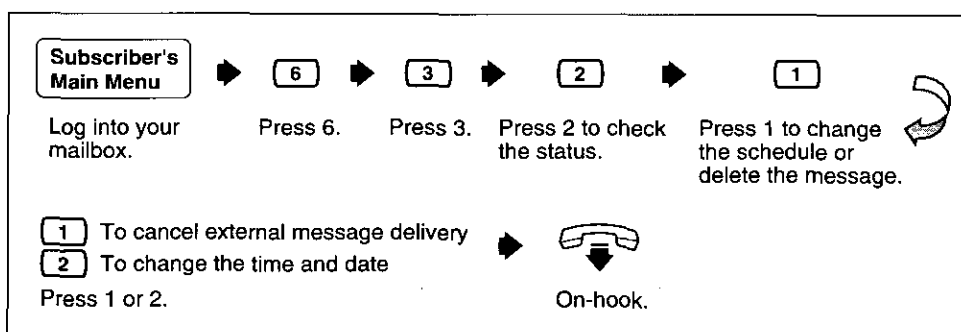 Subscriber's
Main Menu
6
3
2
1
Log into your
mailbox.
Press 6.
Press 3.
Press 2 to check
the status.
Press 1 to change
the schedule or
delete the message.
1 To cancel external message delivery
2 To change the time and date
Press 1 or 2.
On-hook.